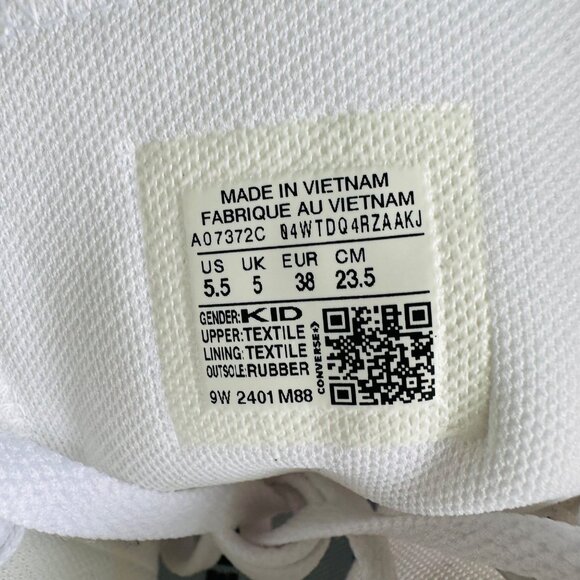 MADE IN VIETNAM
FABRIQUE AU VIETNAM
A07372C 04WTDQ4RZAAKJ
US UK EUR CM
5.5 5 38 23.5
GENDER:KID
UPPER:TEXTILE
LINING:TEXTILE
OUTSOLE:RUBBER
CONVERSE
9W 2401 M88